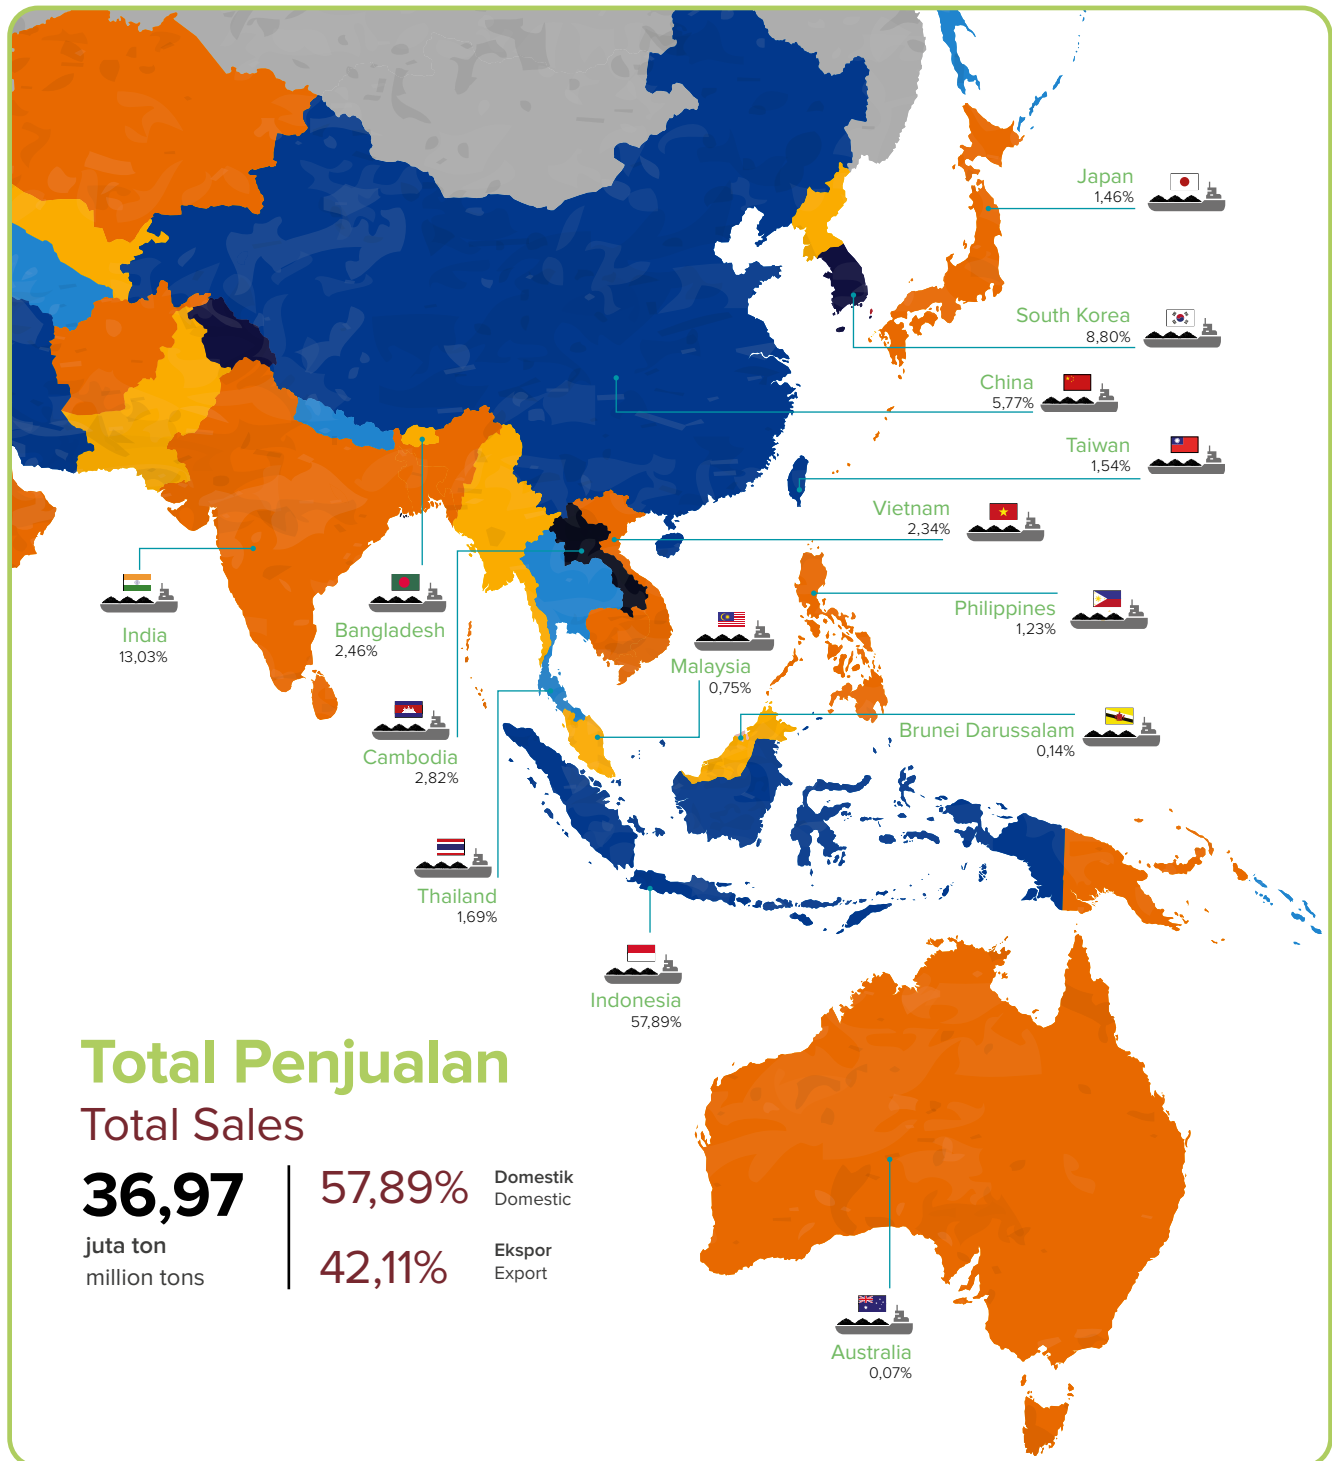 Japan
1,46%
South Korea
8,80%
China
5,77%
Taiwan
1,54%
Vietnam
2,34%
India
13,03%
Bangladesh
2,46%
Philippines
1,23%
Malaysia
0,75%
Cambodia
2,82%
Brunei Darussalam
0,14%
Thailand
1,69%
Indonesia
57,89%
Total Penjualan
Total Sales
36,97
juta ton
million tons
57,89%
Domestik
Domestic
42,11%
Ekspor
Export
Australia
0,07%